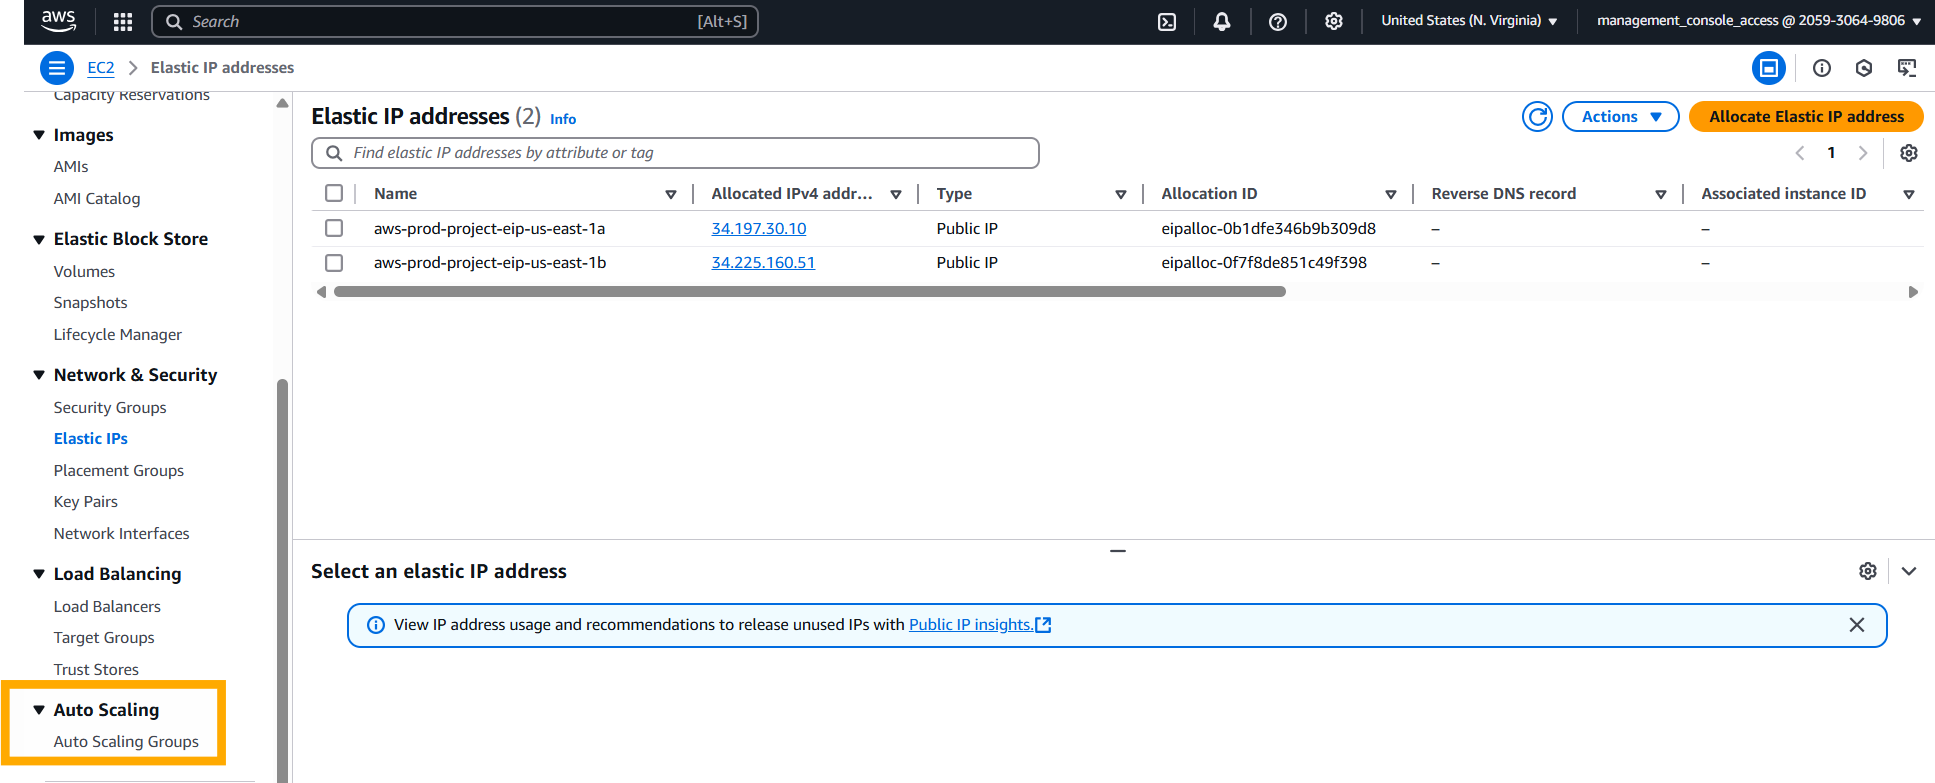 aws
Search [Alt+S]
United States (N. Virginia)
management_console_access @ 2059-3064-9806
EC2 Elastic IP addresses
Capacity Reservations
Images
AMIs
AMI Catalog
Elastic Block Store
Volumes
Snapshots
Lifecycle Manager
Network & Security
Security Groups
Elastic IPs
Placement Groups
Key Pairs
Network Interfaces
Load Balancing
Load Balancers
Target Groups
Trust Stores
Auto Scaling
Auto Scaling Groups
Elastic IP addresses (2) Info
Actions
Allocate Elastic IP address
Find elastic IP addresses by attribute or tag
1
Name Allocated IPv4 addr... Type Allocation ID Reverse DNS record Associated instance ID
aws-prod-project-eip-us-east-1a 34.197.30.10 Public IP eipalloc-0b1dfe346b9b309d8 – –
aws-prod-project-eip-us-east-1b 34.225.160.51 Public IP eipalloc-0f7f8de851c49f398 – –
Select an elastic IP address
View IP address usage and recommendations to release unused IPs with Public IP insights.